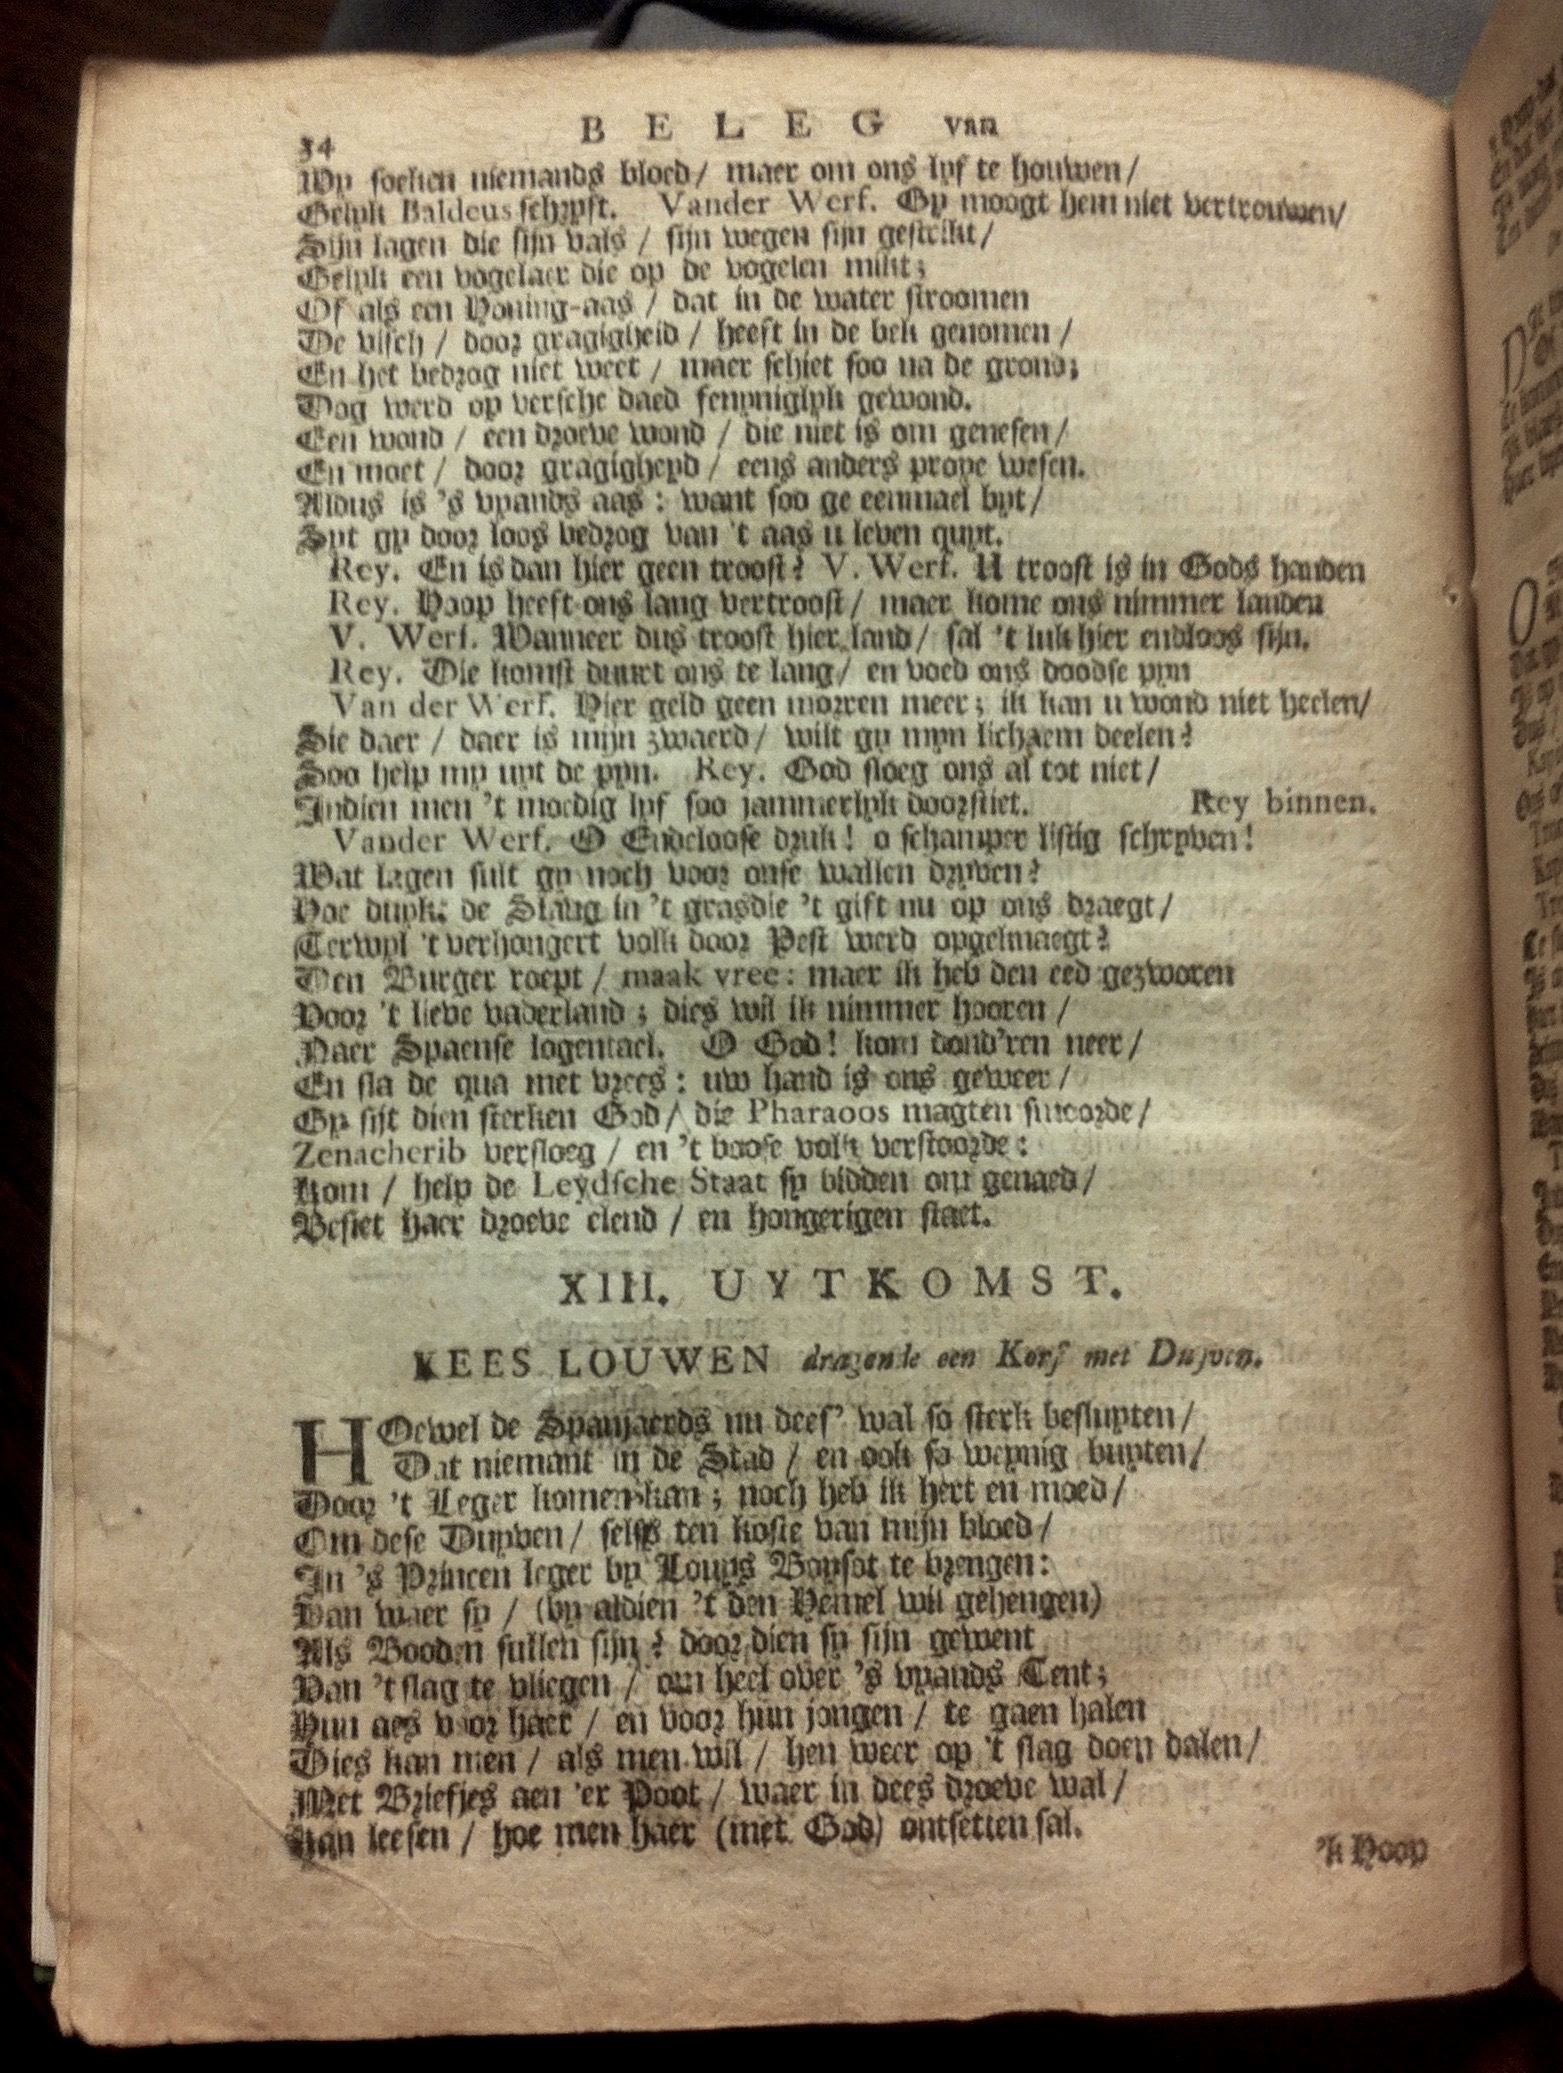 34
BELEG van
Wy soeken niemands bloed / maer om ons lyf te houwen /
Gelyk Baldeus schryft. Vander Werf. Gy moogt hem niet vertrouwen /
Sijn lagen die sijn vals / sijn wegen sijn gestrikt /
Gelyk een vogelaer die op de vogelen mikt;
Of als een Honing-aas / dat in de water stroomen
De visch / door gragigheid / heeft in de bek genomen /
En het bedrog niet weet / maer schiet soo na de grond;
Dog werd op versche daed fenyniglyk gewond.
Een wond / een droeve wond / die niet is om genesen /
En moet / door gragigheyd / eens anders proye wesen.
Aldus is 's vyands aas : want soo ge eenmael byt /
Syt gy door loos bedrog van 't aas u leven quyt.
Rey. En is dan hier geen troost? V. Werf. U troost is in Gods handen
Rey. Hoop heeft ons lang vertroost / maer kome ons nimmer landen
V. Werf. Wanneer dus troost hier land / sal 't luk hier endloos sijn.
Rey. Die komst duurt ons te lang / en voed ons doodse pyn
Van der Werf. Hier geld geen morren meer; ik kan u wond niet heelen /
Sie daer / daer is mijn zwaerd / wilt gy myn lichaem deelen?
Soo help my uyt de pyn. Rey. God sloeg ons al tot niet /
Indien men 't moedig lyf soo jammerlyk doorstiet. Rey binnen.
Vander Werf. O Endeloose druk! o schamper listig schryven!
Wat lagen sult gy noch voor onse wallen dryven?
Hoe duykt de Slang in 't gras die 't gift nu op ons draegt /
Terwyl 't verhongert volk door Pest werd opgeknaegt?
Den Burger roept / maak vree : maer ik heb den eed gezworen
Voor 't lieve vaderland ; dies wil ik nimmer hooren /
Naer Spaense logentael. O God! kom dond'ren neer /
En sla de qua met vrees : uw hand is ons geweer /
Gy sijt dien sterken God / die Pharaoos magten smoorde /
Zenacherib versloeg / en 't boose volk verstoorde :
Kom / help de Leydsche Staat sy bidden om genaed /
Besiet haer droeve elend / en hongerigen staet.
XIII. UYTKOMST.
KEES LOUWEN dragende een Korf met Duyven.
HOewel de Spanjaerds nu dees' wal so sterk besluyten /
Dat niemant in de Stad / en ook so weynig buyten /
Door 't Leger komen kan ; noch heb ik hert en moed /
Om dese Duyven / selfs ten koste van mijn bloed /
In 's Princen leger by Louys Boysot te brengen :
Van waer sy / (by aldien 't den Hemel wil gehengen)
Als Booden sullen sijn ? door dien sy sijn gewent
Van 't slag te vliegen / om heel over 's vyands Tent;
Hun aes voor haer / en voor hun jongen / te gaen halen
Dies kan men / als men wil / hen weer op 't slag doen dalen /
Met Briefjes aen 'er Poot / waer in dees droeve wal /
Kan leesen / hoe men haer (met God) ontsetten sal.
'k Hoop